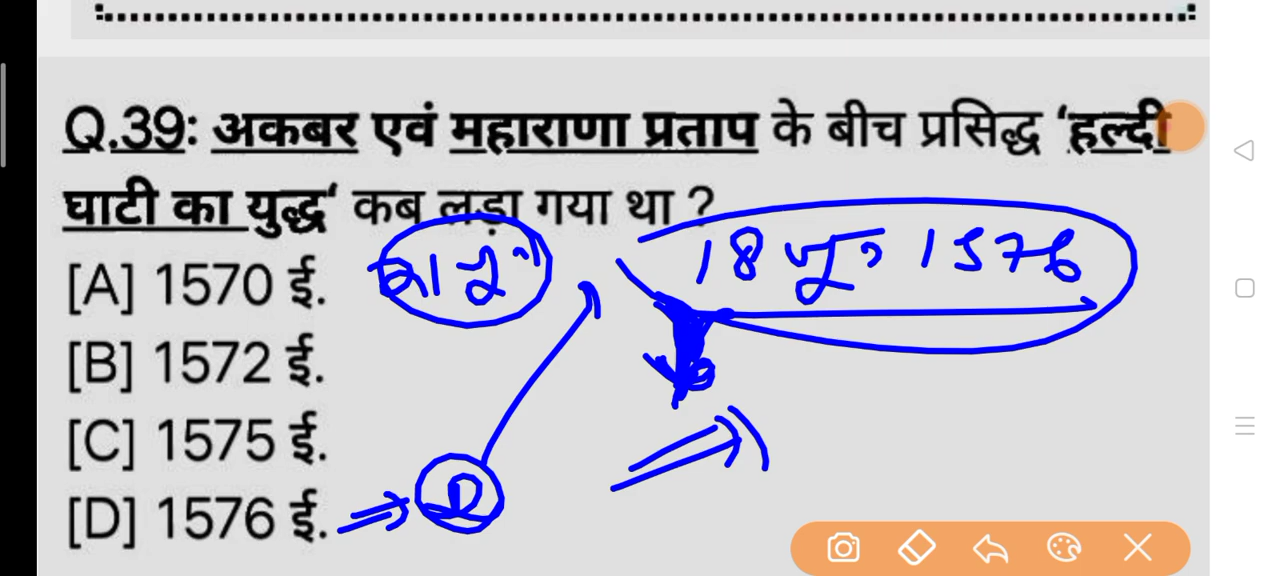 Q.39: अकबर एवं महाराणा प्रताप के बीच प्रसिद्ध ‘हल्दी
घाटी का युद्ध‘ कब लड़ा गया था ?
18 जून 1576
[A] 1570 ई.
[B] 1572 ई.
[C] 1575 ई.
[D] 1576 ई. D